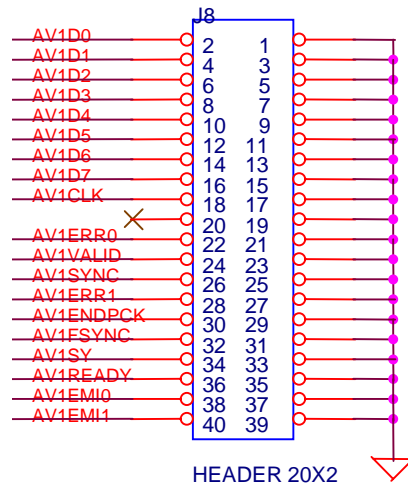 J8
AV1D0 2 1
AV1D1 4 3
AV1D2 6 5
AV1D3 8 7
AV1D4 10 9
AV1D5 12 11
AV1D6 14 13
AV1D7 16 15
AV1CLK 18 17
20 19
AV1ERR0 22 21
AV1VALID 24 23
AV1SYNC 26 25
AV1ERR1 28 27
AV1ENDPCK 30 29
AV1FSYNC 32 31
AV1SY 34 33
AV1READY 36 35
AV1EMI0 38 37
AV1EMI1 40 39
HEADER 20X2